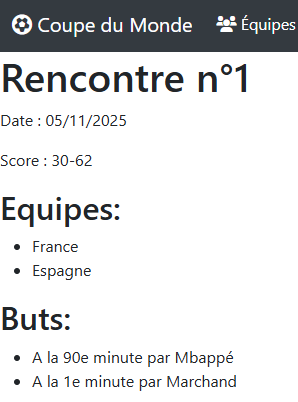 Coupe du Monde Équipes
Rencontre n°1
Date : 05/11/2025
Score : 30-62
Equipes:
France
Espagne
Buts:
A la 90e minute par Mbappé
A la 1e minute par Marchand